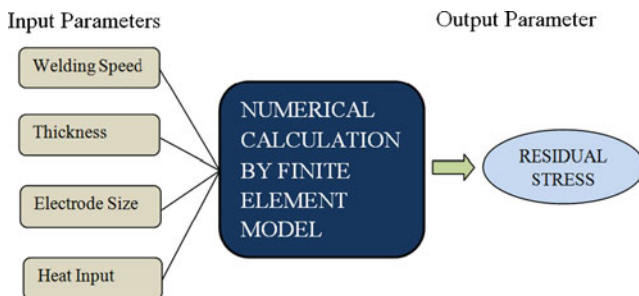 Input Parameters
Output Parameter
Welding Speed
Thickness
Electrode Size
Heat Input
NUMERICAL
CALCULATION
BY FINITE
ELEMENT
MODEL
RESIDUAL
STRESS